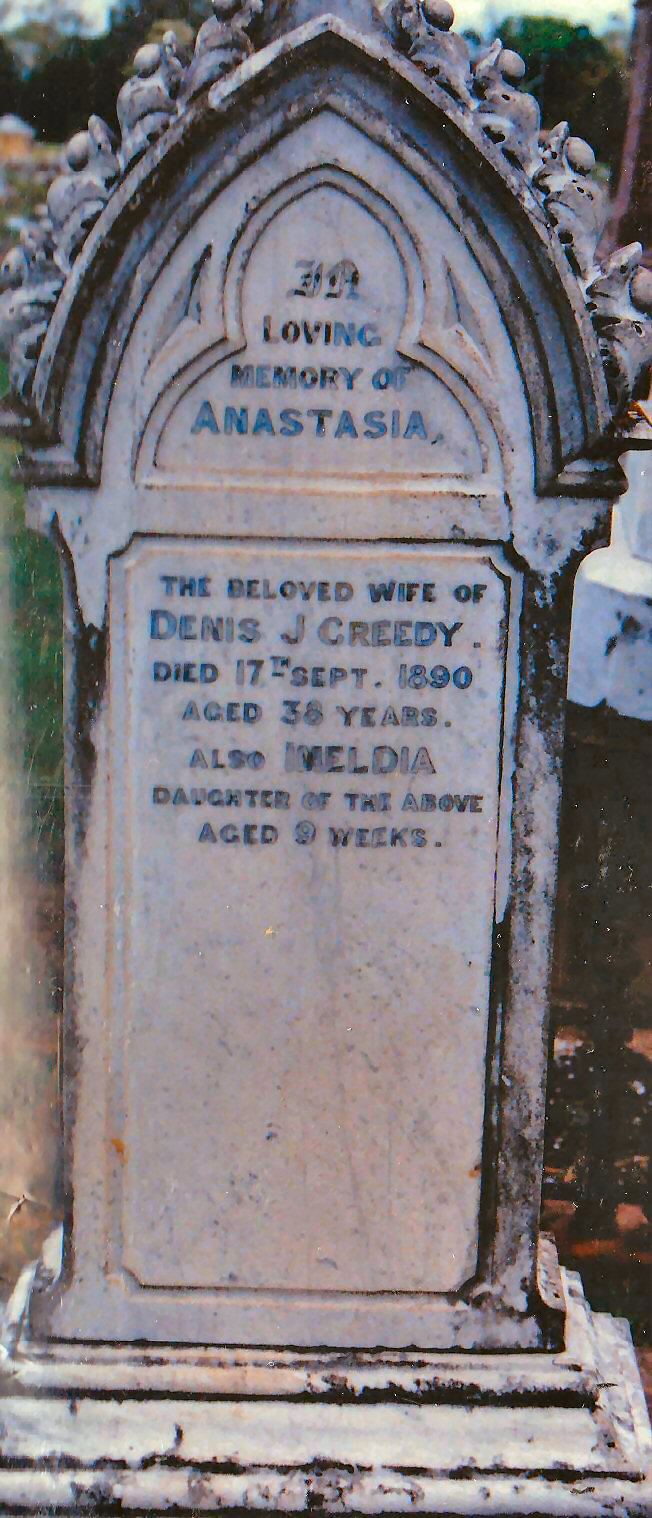 IN
LOVING
MEMORY OF
ANASTASIA,
THE BELOVED WIFE OF
DENIS J CREEDY.
DIED 17TH SEPT. 1890
AGED 38 YEARS.
ALSO IMELDIA
DAUGHTER OF THE ABOVE
AGED 9 WEEKS.